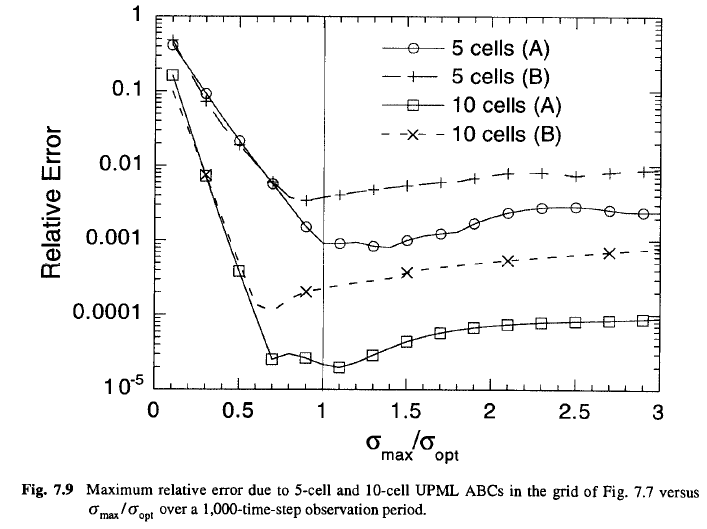 1
0.1
0.01
0.001
0.0001
10-5
Relative Error
5 cells (A)
5 cells (B)
10 cells (A)
10 cells (B)
0 0.5 1 1.5 2 2.5 3
σmax/σopt
Fig. 7.9 Maximum relative error due to 5-cell and 10-cell UPML ABCs in the grid of Fig. 7.7 versus
σmax/σopt over a 1,000-time-step observation period.